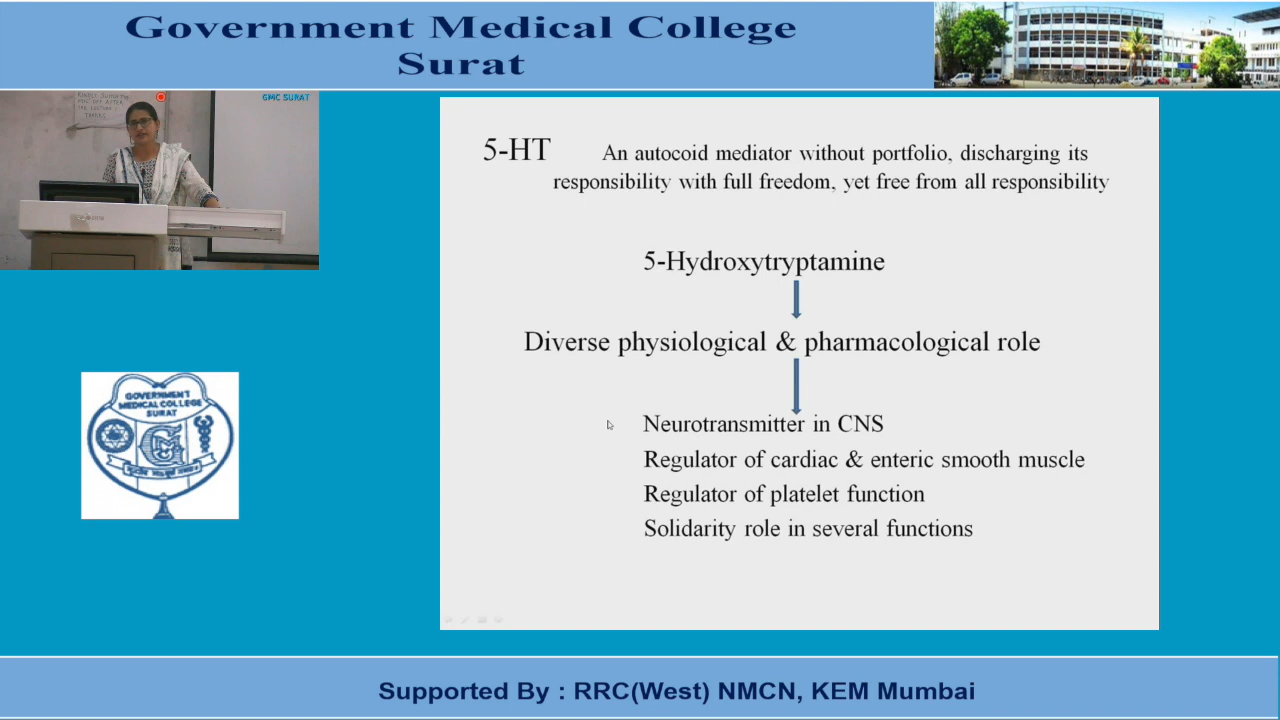 Government Medical College
Surat
GMC SURAT
5-HT An autocoid mediator without portfolio, discharging its
responsibility with full freedom, yet free from all responsibility
5-Hydroxytryptamine
Diverse physiological & pharmacological role
Neurotransmitter in CNS
Regulator of cardiac & enteric smooth muscle
Regulator of platelet function
Solidarity role in several functions
GOVERNMENT
MEDICAL COLLEGE
SURAT
Supported By : RRC(West) NMCN, KEM Mumbai